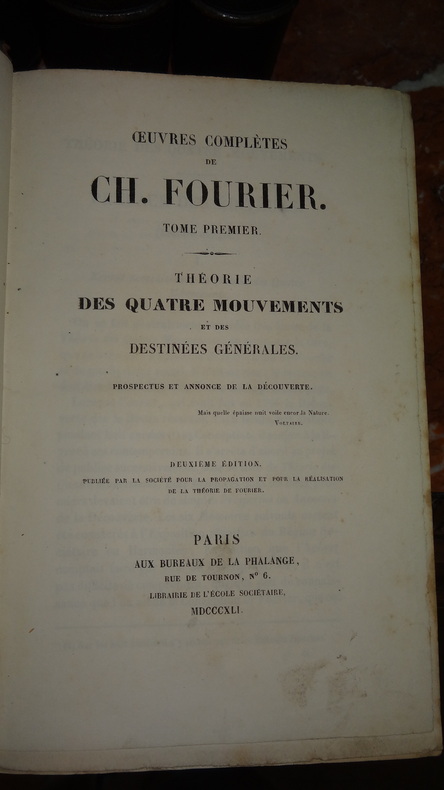 ŒUVRES COMPLÈTES
DE
CH. FOURIER.
TOME PREMIER.
THÉORIE
DES QUATRE MOUVEMENTS
ET DES
DESTINÉES GÉNÉRALES.
PROSPECTUS ET ANNONCE DE LA DÉCOUVERTE.
Mais quelle épaisse nuit voile encor la Nature.
VOLTAIRE.
DEUXIÈME ÉDITION,
PUBLIÉE PAR LA SOCIÉTÉ POUR LA PROPAGATION ET POUR LA RÉALISATION
DE LA THÉORIE DE FOURIER.
PARIS
AUX BUREAUX DE LA PHALANGE,
RUE DE TOURNON, N° 6.
LIBRAIRIE DE L'ÉCOLE SOCIÉTAIRE,
MDCCCXLI.